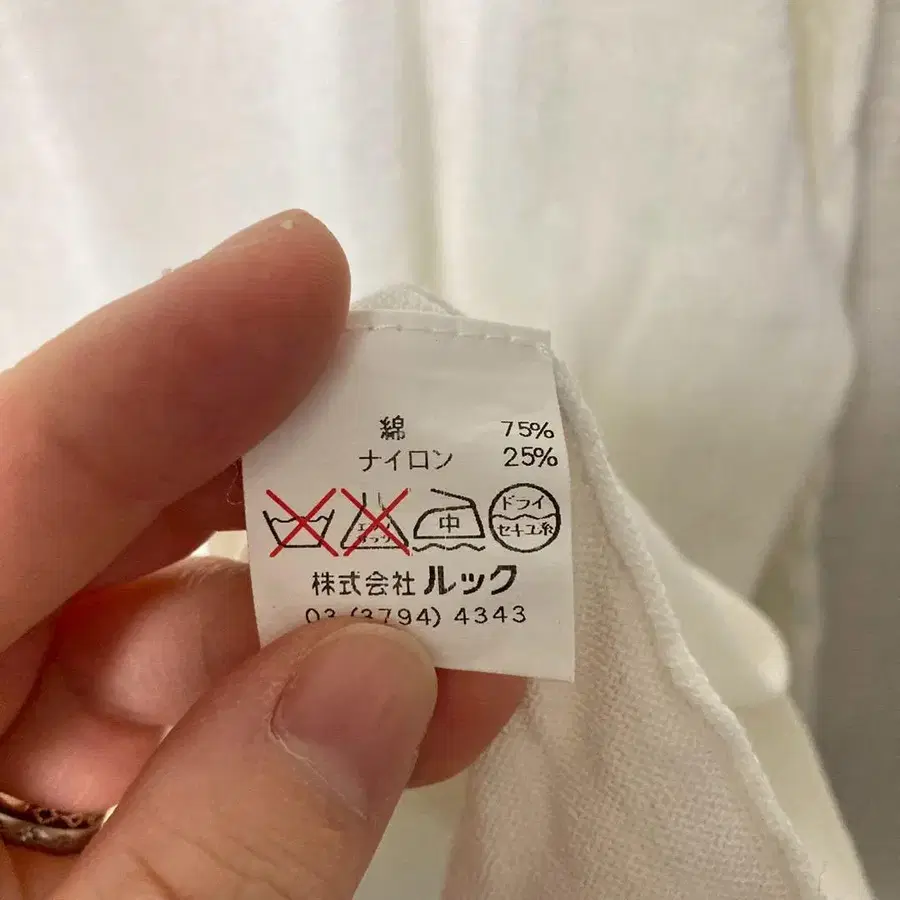 綿 75%
ナイロン 25%
中 ドライ
セキユ系
株式会社 ルック
03 (3794) 4343